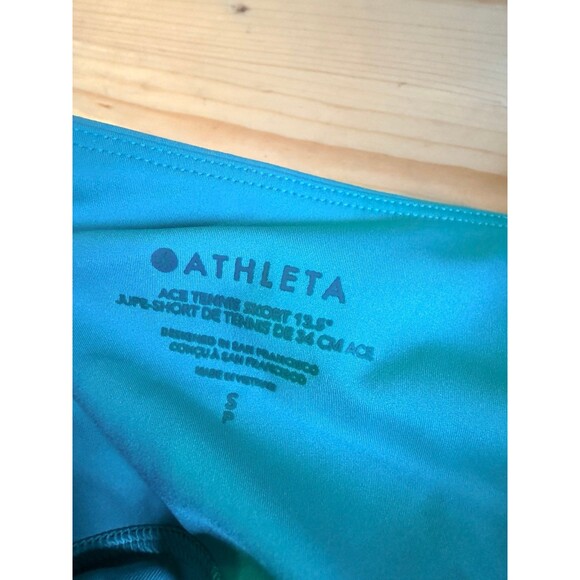 ATHLETA
ACE TENNIS SKORT 13.5"
JUPE-SHORT DE TENNIS DE 34 CM ACE
DESIGNED IN SAN FRANCISCO
CONÇU À SAN FRANCISCO
MADE IN VIETNAM
S
P